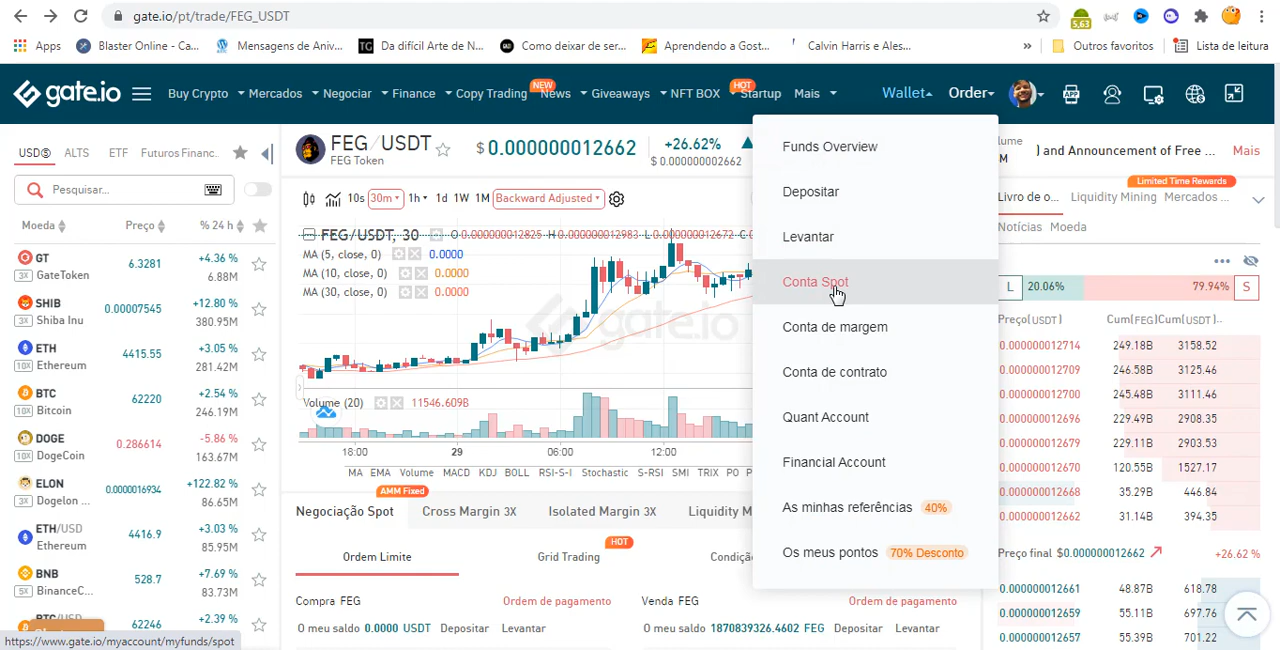 gate.io/pt/trade/FEG_USDT
5,63
Apps
Blaster Online - Ca...
Mensagens de Aniv...
TG
Da difícil Arte de N...
Como deixar de ser...
Aprendendo a Gost...
Calvin Harris e Ales...
»
Outros favoritos
Lista de leitura
gate.io
Buy Crypto
Mercados
Negociar
Finance
Copy Trading
NEW
News
Giveaways
NFT BOX
HOT
Startup
Mais
Wallet
Order
APP
USD$
ALTS
ETF
Futuros Financ...
Pesquisar...
Moeda
Preço
% 24 h
GT
3X GateToken
6.3281
+4.36 %
6.88M
SHIB
3X Shiba Inu
0.00007545
+12.80 %
380.95M
ETH
10X Ethereum
4415.55
+3.05 %
281.42M
BTC
10X Bitcoin
62220
+2.54 %
246.19M
DOGE
10X DogeCoin
0.286614
-5.86 %
163.67M
ELON
3X Dogelon ...
0.0000016934
+122.82 %
86.65M
ETH/USD
Ethereum
4416.9
+3.03 %
85.95M
BNB
5X BinanceC...
528.7
+7.69 %
83.73M
62246
+2.39 %
https://www.gate.io/myaccount/myfunds/spot
FEG/USDT
FEG Token
$ 0.000000012662
+26.62%
$ 0.000000002662
10s
30m
1h
1d
1W
1M
Backward Adjusted
FEG/USDT, 30
O 0.000000012825 H 0.000000012983 L 0.000000012672 C
MA (5, close, 0)
0.0000
MA (10, close, 0)
0.0000
MA (30, close, 0)
0.0000
gate.io
Volume (20)
11546.609B
18:00
29
06:00
12:00
MA
EMA
Volume
MACD
KDJ
BOLL
RSI-S-I
Stochastic
S-RSI
SMI
TRIX
PO
P
AMM Fixed
Negociação Spot
Cross Margin 3X
Isolated Margin 3X
Liquidity M
Ordem Limite
HOT
Grid Trading
Condiçã
Compra FEG
Ordem de pagamento
O meu saldo 0.0000 USDT Depositar Levantar
Venda FEG
Ordem de pagamento
O meu saldo 1870839326.4602 FEG Depositar Levantar
Funds Overview
Depositar
Levantar
Conta Spot
Conta de margem
Conta de contrato
Quant Account
Financial Account
As minhas referências 40%
Os meus pontos 70% Desconto
lume
M
] and Announcement of Free ...
Mais
Limited Time Rewards
Livro de o...
Liquidity Mining
Mercados ...
Notícias
Moeda
L
20.06%
79.94%
S
Preço(USDT)
Cum(FEG)
Cum(USDT)..
0.000000012714
249.18B
3158.52
0.000000012709
246.58B
3125.46
0.000000012700
245.48B
3111.46
0.000000012696
229.49B
2908.35
0.000000012679
229.11B
2903.53
0.000000012670
120.55B
1527.17
0.000000012668
35.29B
446.84
0.000000012662
31.14B
394.35
Preço final $0.000000012662
+26.62 %
0.000000012661
48.87B
618.78
0.000000012659
55.11B
697.76
0.000000012657
55.39B
701.22